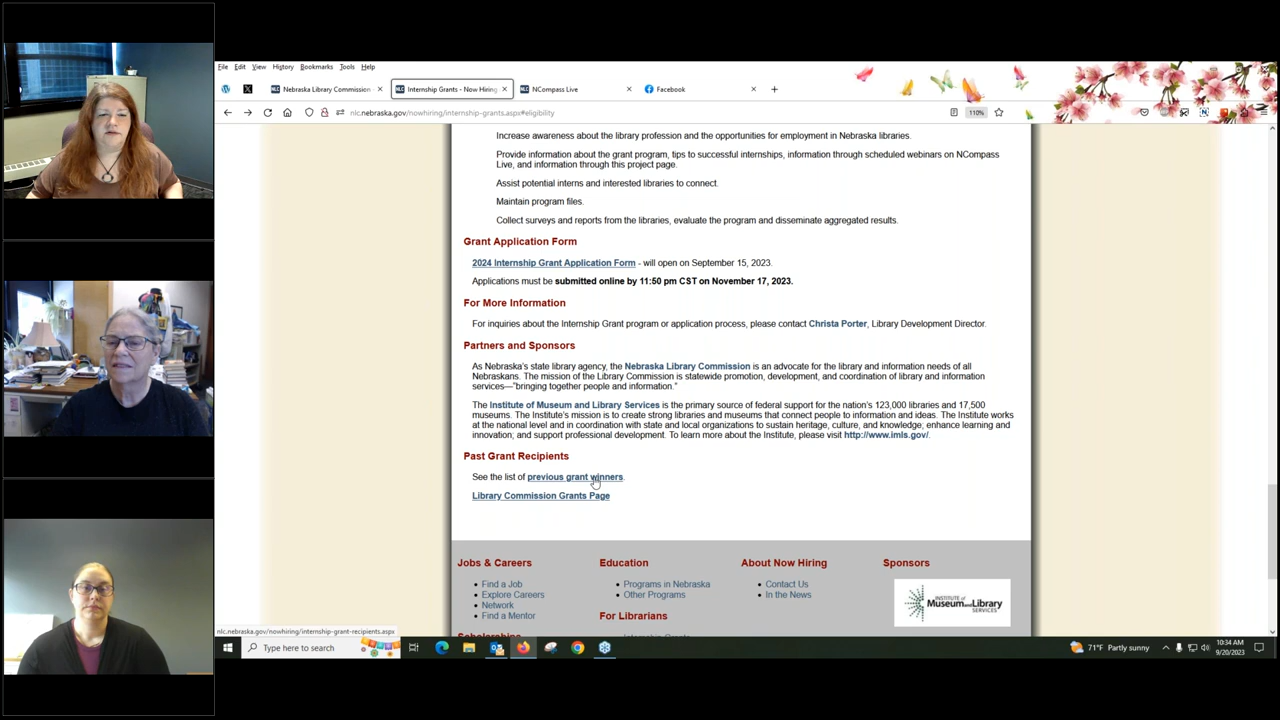 File Edit View History Bookmarks Tools Help
Nebraska Library Commission
Internship Grants - Now Hiring
NCompass Live
Facebook
nlc.nebraska.gov/nowhiring/internship-grants.aspx#eligibility
110%
Increase awareness about the library profession and the opportunities for employment in Nebraska libraries.
Provide information about the grant program, tips to successful internships, information through scheduled webinars on NCompass
Live, and information through this project page.
Assist potential interns and interested libraries to connect.
Maintain program files.
Collect surveys and reports from the libraries, evaluate the program and disseminate aggregated results.
Grant Application Form
2024 Internship Grant Application Form - will open on September 15, 2023.
Applications must be submitted online by 11:50 pm CST on November 17, 2023.
For More Information
For inquiries about the Internship Grant program or application process, please contact Christa Porter, Library Development Director.
Partners and Sponsors
As Nebraska's state library agency, the Nebraska Library Commission is an advocate for the library and information needs of all
Nebraskans. The mission of the Library Commission is statewide promotion, development, and coordination of library and information
services—"bringing together people and information."
The Institute of Museum and Library Services is the primary source of federal support for the nation's 123,000 libraries and 17,500
museums. The Institute's mission is to create strong libraries and museums that connect people to information and ideas. The Institute works
at the national level and in coordination with state and local organizations to sustain heritage, culture, and knowledge; enhance learning and
innovation; and support professional development. To learn more about the Institute, please visit http://www.imls.gov/.
Past Grant Recipients
See the list of previous grant winners.
Library Commission Grants Page
Jobs & Careers
Find a Job
Explore Careers
Network
Find a Mentor
Scholarships
Education
Programs in Nebraska
Other Programs
For Librarians
Internship Grants
About Now Hiring
Contact Us
In the News
Sponsors
INSTITUTE of
Museum and Library
SERVICES
nlc.nebraska.gov/nowhiring/internship-grant-recipients.aspx
Type here to search
71°F Partly sunny
10:34 AM
9/20/2023